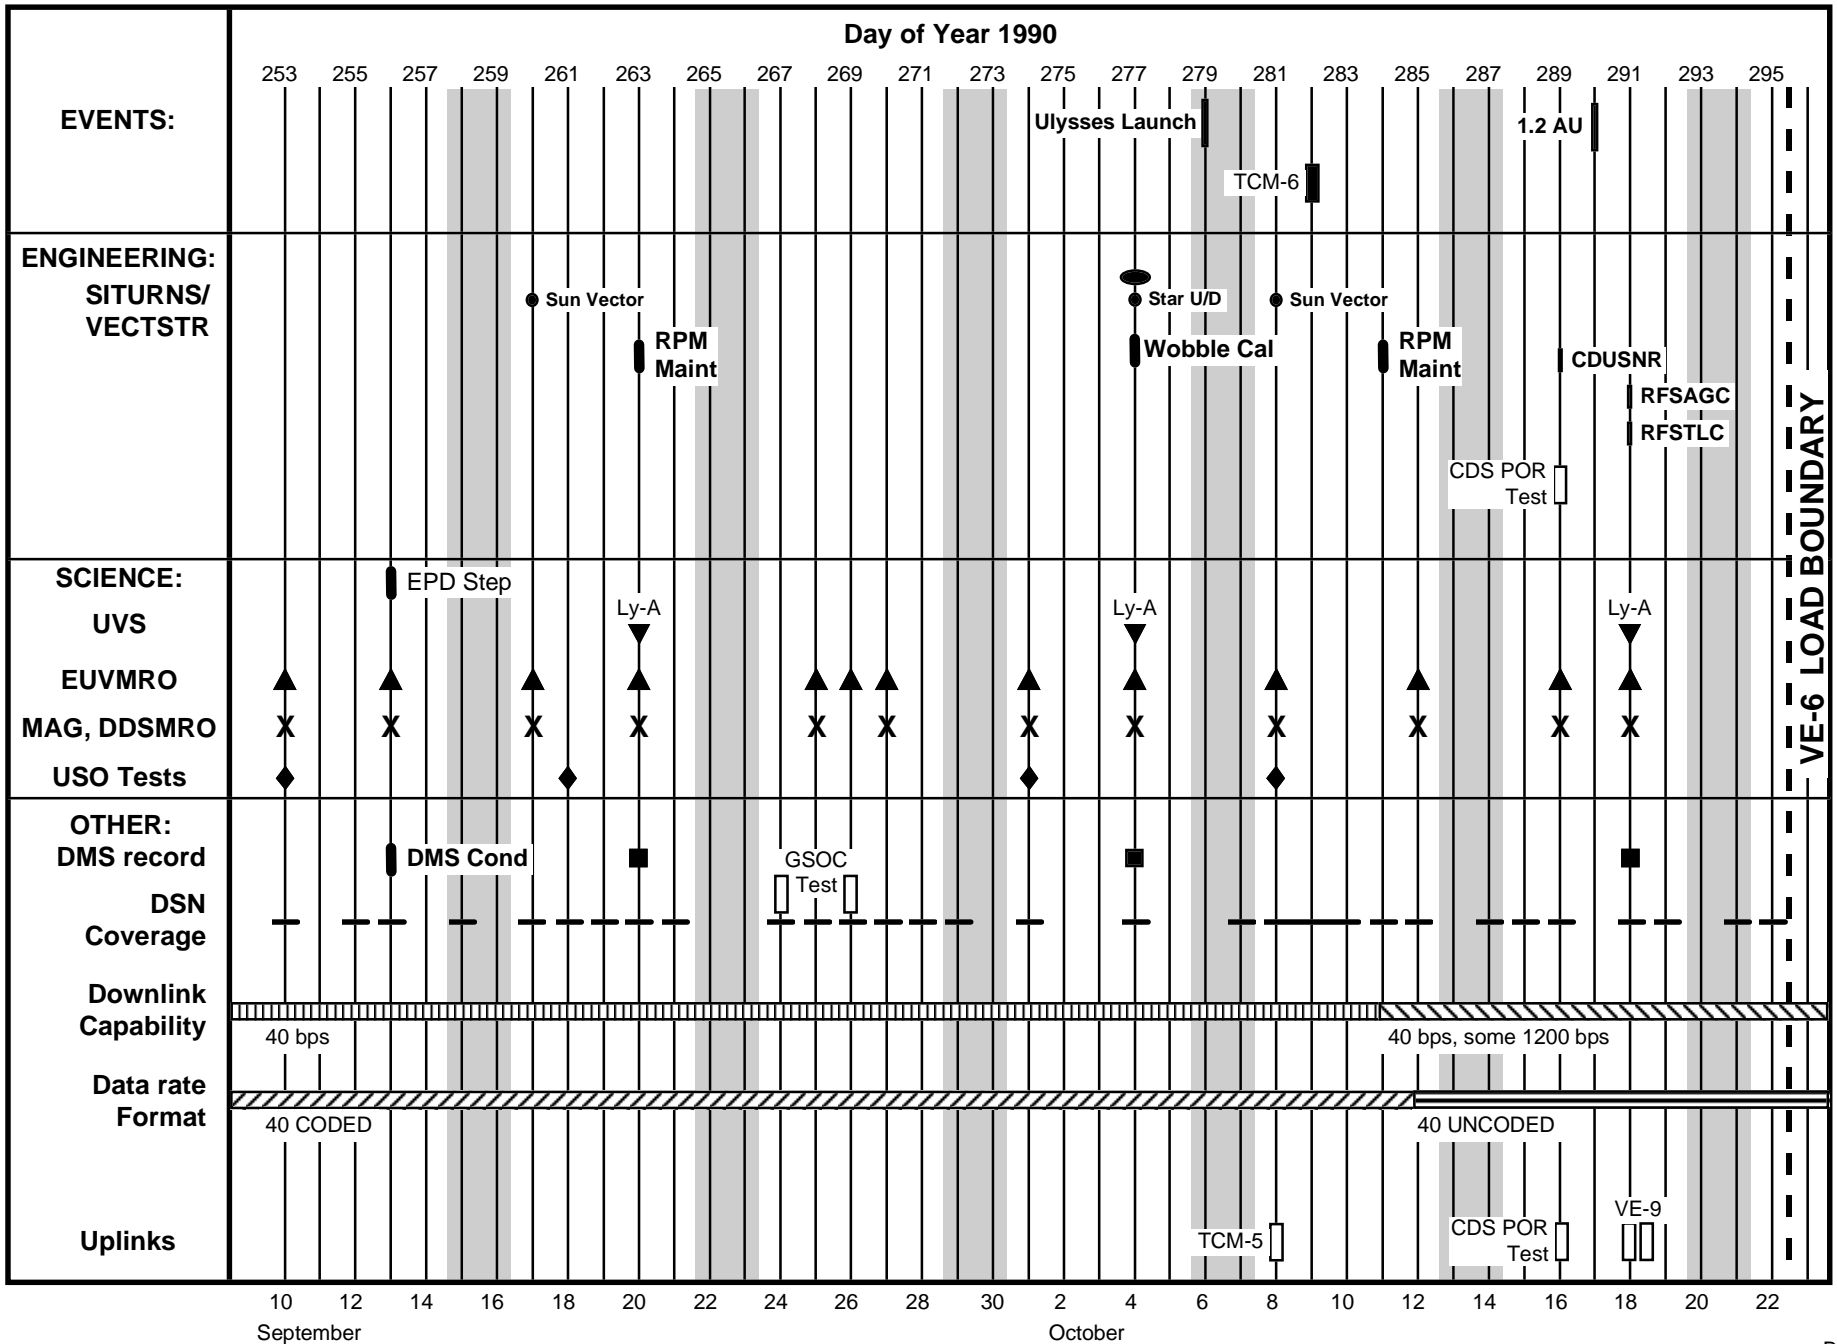 Day of Year 1990
253 255 257 259 261 263 265 267 269 271 273 275 277 279 281 283 285 287 289 291 293 295
EVENTS:
Ulysses Launch
1.2 AU
TCM-6
ENGINEERING:
SITURNS/
VECTSTR
Sun Vector
Star U/D
Sun Vector
RPM
Maint
Wobble Cal
RPM
Maint
CDUSNR
RFSAGC
RFSTLC
CDS POR
Test
VE-6 LOAD BOUNDARY
SCIENCE:
EPD Step
UVS
Ly-A
Ly-A
Ly-A
EUVMRO
MAG, DDSMRO
X X X X X X X X X X X X
USO Tests
OTHER:
DMS record
DMS Cond
GSOC
Test
DSN
Coverage
Downlink
Capability
40 bps
40 bps, some 1200 bps
Data rate
Format
40 CODED
40 UNCODED
Uplinks
TCM-5
CDS POR
Test
VE-9
10 12 14 16 18 20 22 24 26 28 30 2 4 6 8 10 12 14 16 18 20 22
September
October